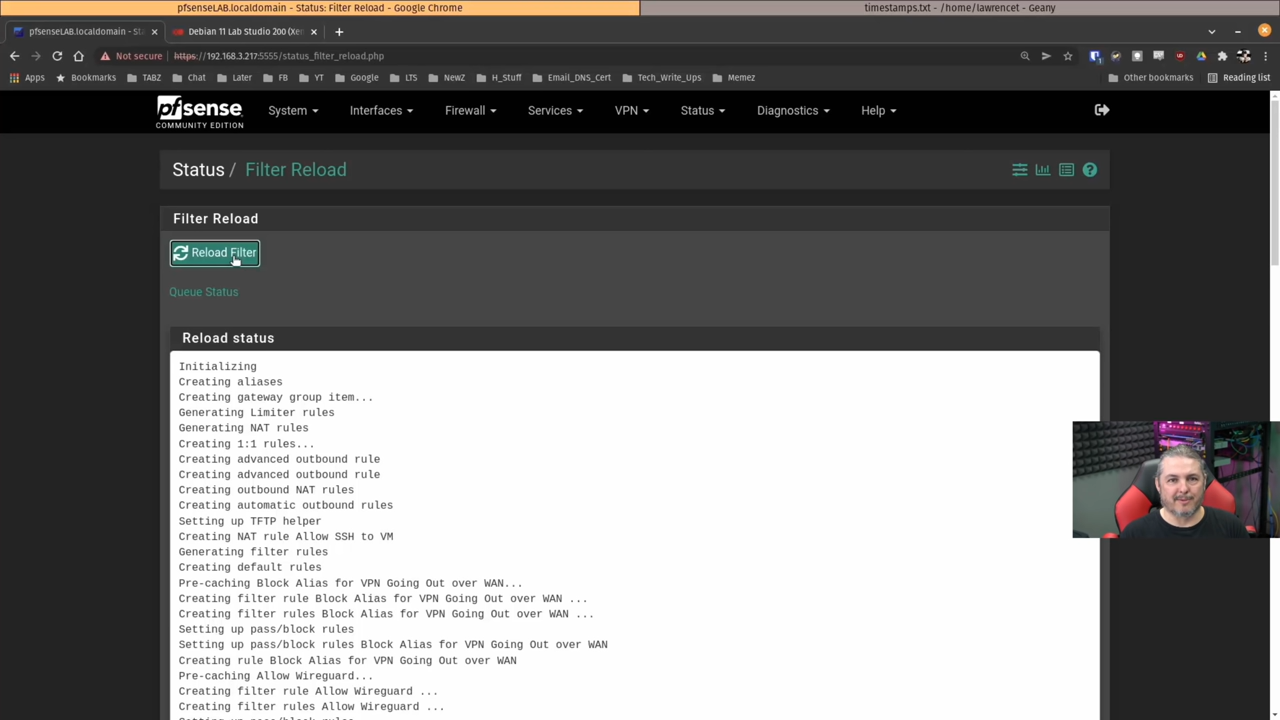 pfsenseLAB.localdomain - Status: Filter Reload - Google Chrome
timestamps.txt - /home/lawrencet - Geany
pfsenseLAB.localdomain - Sta
Debian 11 Lab Studio 200 (Xen
Not secure
https://192.168.3.217:5555/status_filter_reload.php
Apps
Bookmarks
TABZ
Chat
Later
FB
YT
Google
LTS
NewZ
H_Stuff
Email_DNS_Cert
Tech_Write_Ups
Memez
Other bookmarks
Reading list
pfsense
COMMUNITY EDITION
System
Interfaces
Firewall
Services
VPN
Status
Diagnostics
Help
Status / Filter Reload
Filter Reload
Reload Filter
Queue Status
Reload status
Initializing
Creating aliases
Creating gateway group item...
Generating Limiter rules
Generating NAT rules
Creating 1:1 rules...
Creating advanced outbound rule
Creating advanced outbound rule
Creating outbound NAT rules
Creating automatic outbound rules
Setting up TFTP helper
Creating NAT rule Allow SSH to VM
Generating filter rules
Creating default rules
Pre-caching Block Alias for VPN Going Out over WAN...
Creating filter rule Block Alias for VPN Going Out over WAN ...
Creating filter rules Block Alias for VPN Going Out over WAN ...
Setting up pass/block rules
Setting up pass/block rules Block Alias for VPN Going Out over WAN
Creating rule Block Alias for VPN Going Out over WAN
Pre-caching Allow Wireguard...
Creating filter rule Allow Wireguard ...
Creating filter rules Allow Wireguard ...
Setting up pass/block rules